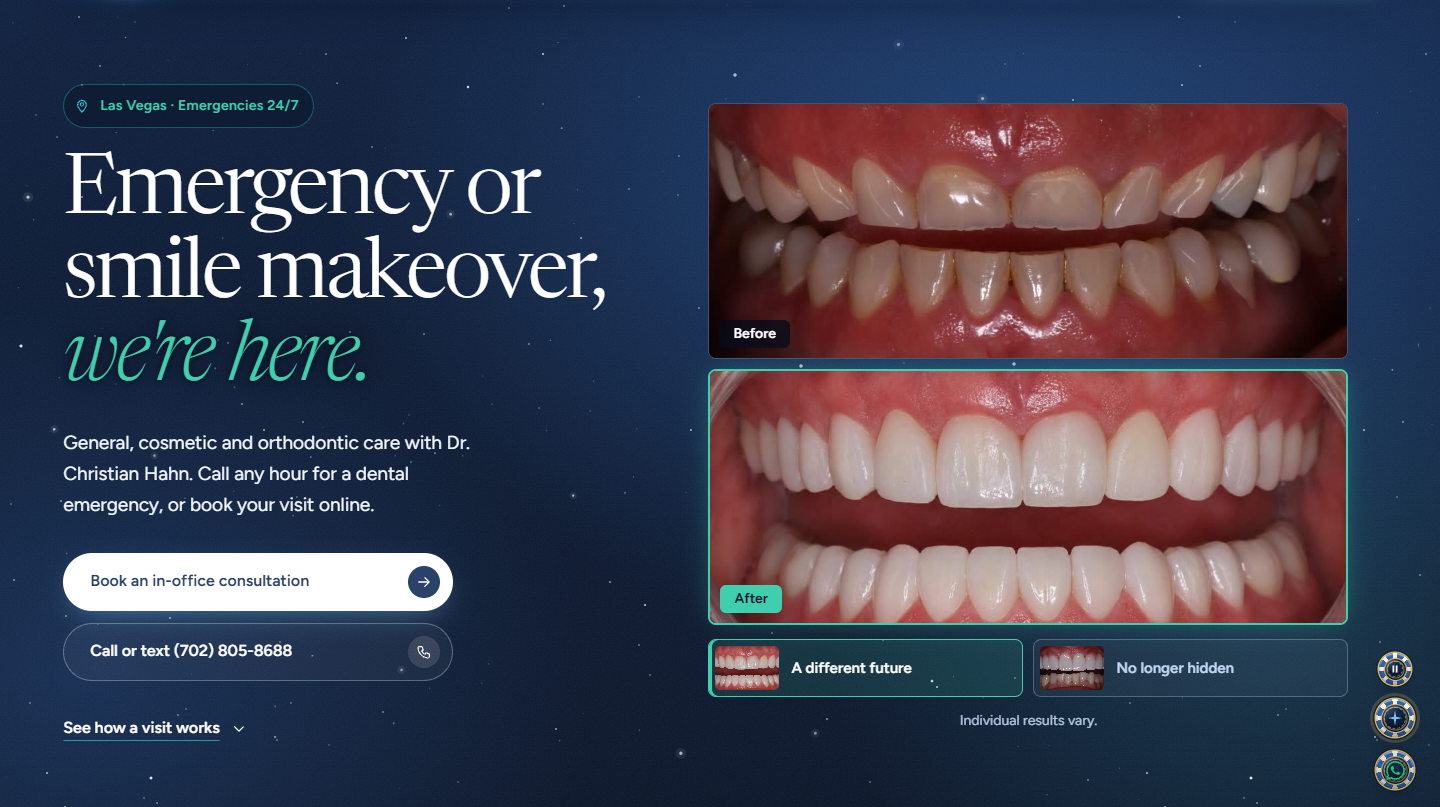 Las Vegas · Emergencies 24/7
Emergency or
smile makeover,
we're here.
General, cosmetic and orthodontic care with Dr.
Christian Hahn. Call any hour for a dental
emergency, or book your visit online.
Book an in-office consultation
Call or text (702) 805-8688
See how a visit works
Before
After
A different future
No longer hidden
Individual results vary.